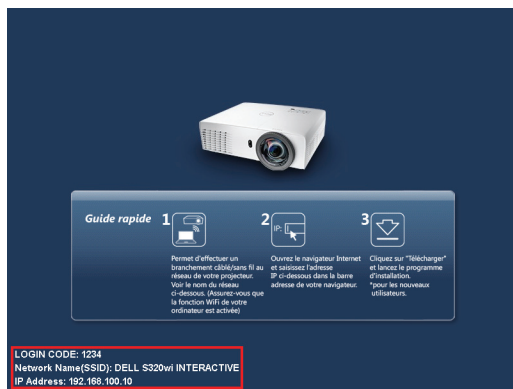 Guide rapide
1
Permet d'effectuer un
branchement câblé/sans fil au
réseau de votre projecteur.
Voir le nom du réseau
ci-dessous. (Assurez-vous que
la fonction WiFi de votre
ordinateur est activée)
2
IP:
Ouvrez le navigateur Internet
et saisissez l'adresse
IP ci-dessous dans la barre
adresse de votre navigateur.
3
Cliquez sur "Télécharger"
et lancez le programme
d'installation.
*pour les nouveaux
utilisateurs.
LOGIN CODE: 1234
Network Name(SSID): DELL S320wi INTERACTIVE
IP Address: 192.168.100.10